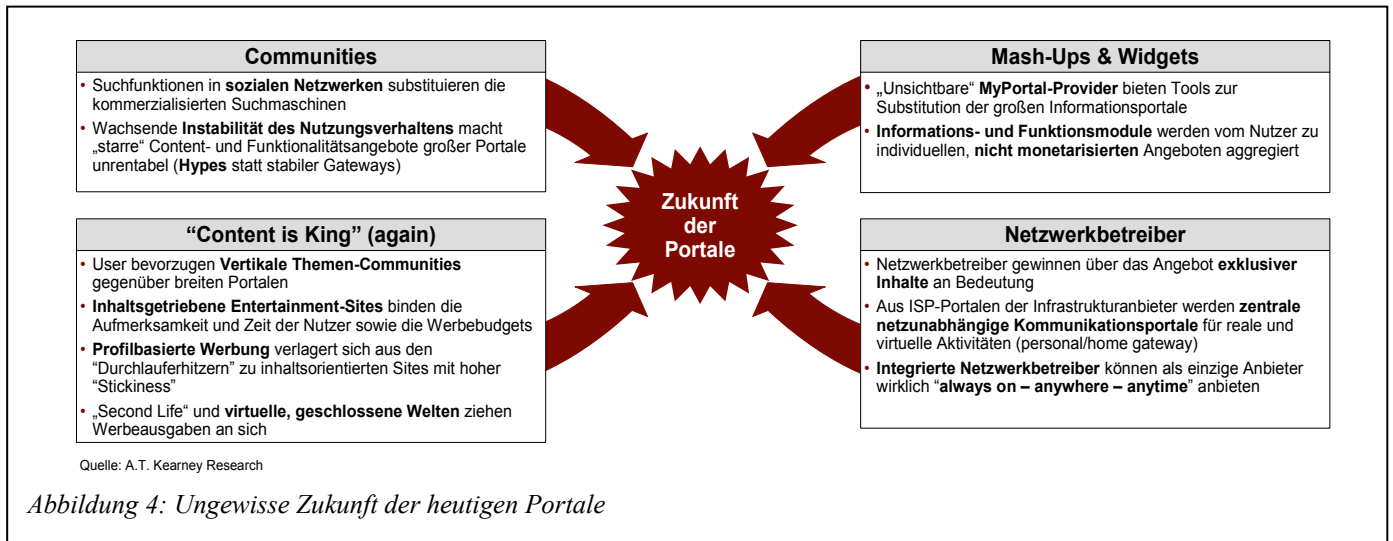 Communities
• Suchfunktionen in sozialen Netzwerken substituieren die
kommerzialisierten Suchmaschinen
• Wachsende Instabilität des Nutzungsverhaltens macht
„starre“ Content- und Funktionalitätsangebote großer Portale
unrentabel (Hypes statt stabiler Gateways)
Mash-Ups & Widgets
• „Unsichtbare“ MyPortal-Provider bieten Tools zur
Substitution der großen Informationsportale
• Informations- und Funktionsmodule werden vom Nutzer zu
individuellen, nicht monetarisierten Angeboten aggregiert
Zukunft
der
Portale
“Content is King” (again)
• User bevorzugen Vertikale Themen-Communities
gegenüber breiten Portalen
• Inhaltsgetriebene Entertainment-Sites binden die
Aufmerksamkeit und Zeit der Nutzer sowie die Werbebudgets
• Profilbasierte Werbung verlagert sich aus den
“Durchlauferhitzern” zu inhaltsorientierten Sites mit hoher
“Stickiness”
• „Second Life“ und virtuelle, geschlossene Welten ziehen
Werbeausgaben an sich
Netzwerkbetreiber
• Netzwerkbetreiber gewinnen über das Angebot exklusiver
Inhalte an Bedeutung
• Aus ISP-Portalen der Infrastrukturanbieter werden zentrale
netzunabhängige Kommunikationsportale für reale und
virtuelle Aktivitäten (personal/home gateway)
• Integrierte Netzwerkbetreiber können als einzige Anbieter
wirklich “always on – anywhere – anytime” anbieten
Quelle: A.T. Kearney Research
Abbildung 4: Ungewisse Zukunft der heutigen Portale